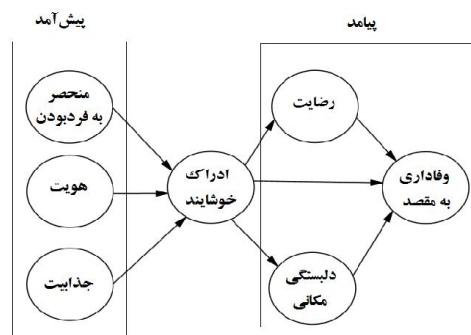 پیامد
پیش‌آمد
منحصر
به فردبودن
رضایت
هویت
ادراک
خوشایند
وفاداری
به مقصد
جذابیت
دلبستگی
مکانی